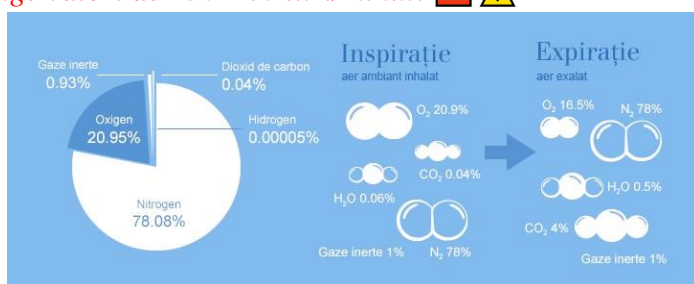 Gaze inerte
0.93%
Dioxid de carbon
0.04%
Oxigen
20.95%
Hidrogen
0.00005%
Nitrogen
78.08%
Inspirație
aer ambiant inhalat
O₂ 20.9%
CO₂ 0.04%
H₂O 0.06%
Gaze inerte 1%
N₂ 78%
Expirație
aer exalat
O₂ 16.5%
N₂ 78%
H₂O 0.5%
CO₂ 4%
Gaze inerte 1%